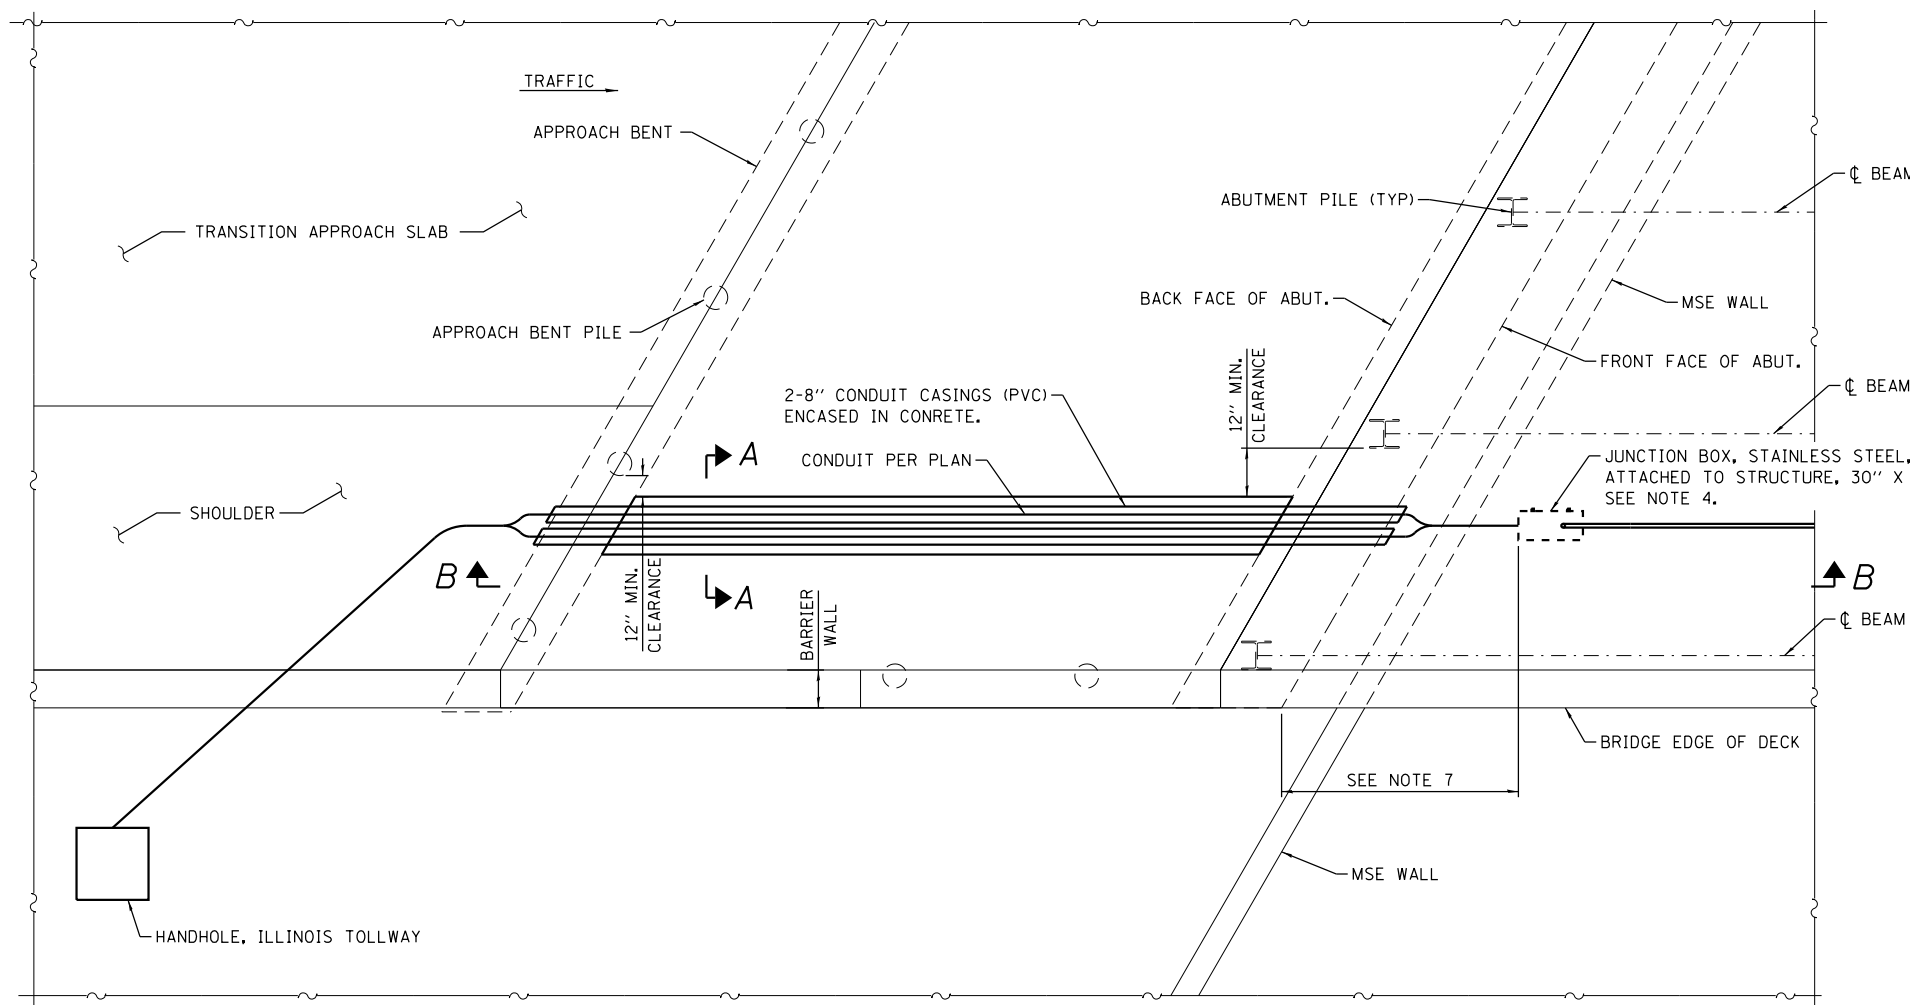 TRAFFIC
APPROACH BENT
TRANSITION APPROACH SLAB
APPROACH BENT PILE
ABUTMENT PILE (TYP)
℄ BEAM
BACK FACE OF ABUT.
MSE WALL
FRONT FACE OF ABUT.
12" MIN.
CLEARANCE
℄ BEAM
2-8" CONDUIT CASINGS (PVC)
ENCASED IN CONRETE.
CONDUIT PER PLAN
A
JUNCTION BOX, STAINLESS STEEL,
ATTACHED TO STRUCTURE, 30" X
SEE NOTE 4.
SHOULDER
B
A
B
12" MIN.
CLEARANCE
BARRIER
WALL
℄ BEAM
BRIDGE EDGE OF DECK
SEE NOTE 7
MSE WALL
HANDHOLE, ILLINOIS TOLLWAY